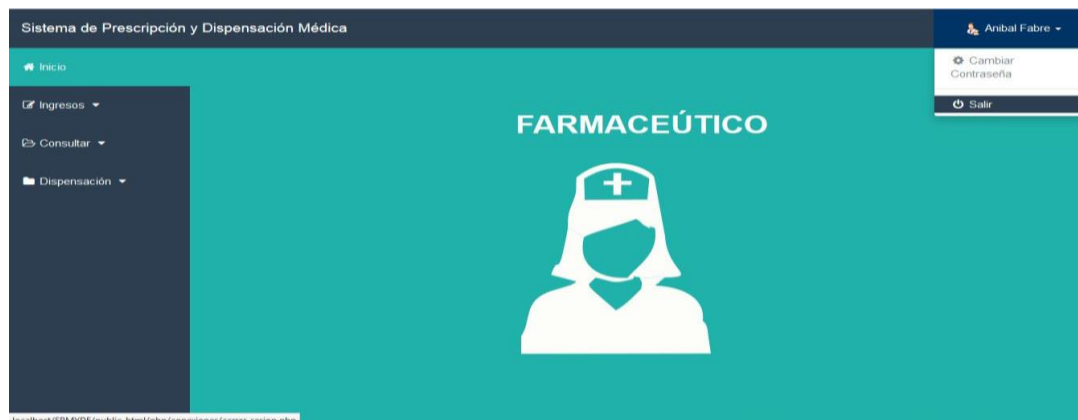 Sistema de Prescripción y Dispensación Médica
Anibal Fabre
Inicio
Cambiar
Contraseña
Ingresos
Salir
FARMACEÚTICO
Consultar
Dispensación